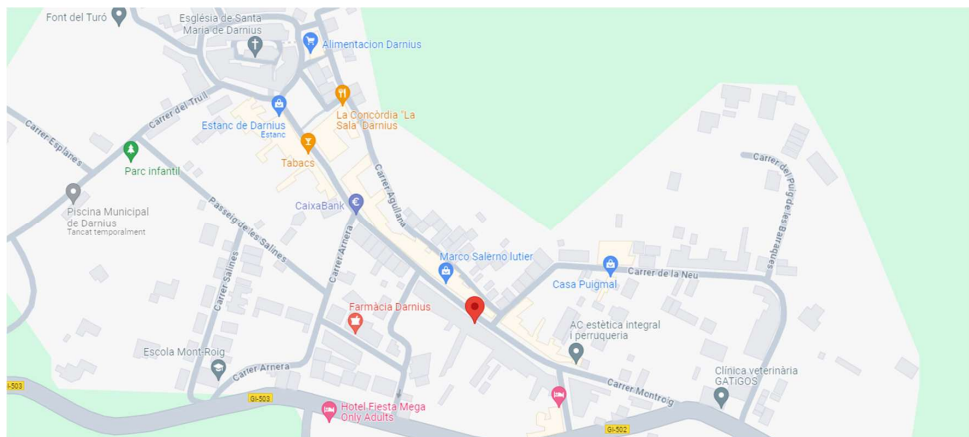 Font del Turó
Església de Santa
Maria de Darnius
Alimentacion Darnius
Carrer del Trull
La Concòrdia "La
Sala" Darnius
Estanc de Darnius
Estanc
Carrer Esplanes
Tabacs
Parc infantil
Carrer Agullana
Carrer del Puig de les Barraques
CaixaBank
Piscina Municipal
de Darnius
Tancat temporalment
Passeig de les Salines
Carrer Arriera
Marco Salerno lutier
Carrer de la Neu
Casa Puigmal
Carrer Salines
Farmàcia Darnius
AC estètica integral
i perruqueria
Escola Mont-Roig
Carrer Arnera
Clínica veterinària
GATiGOS
Carrer Montroig
GI-503
GI-503
Hotel Fiesta Mega
Only Adults
GI-502